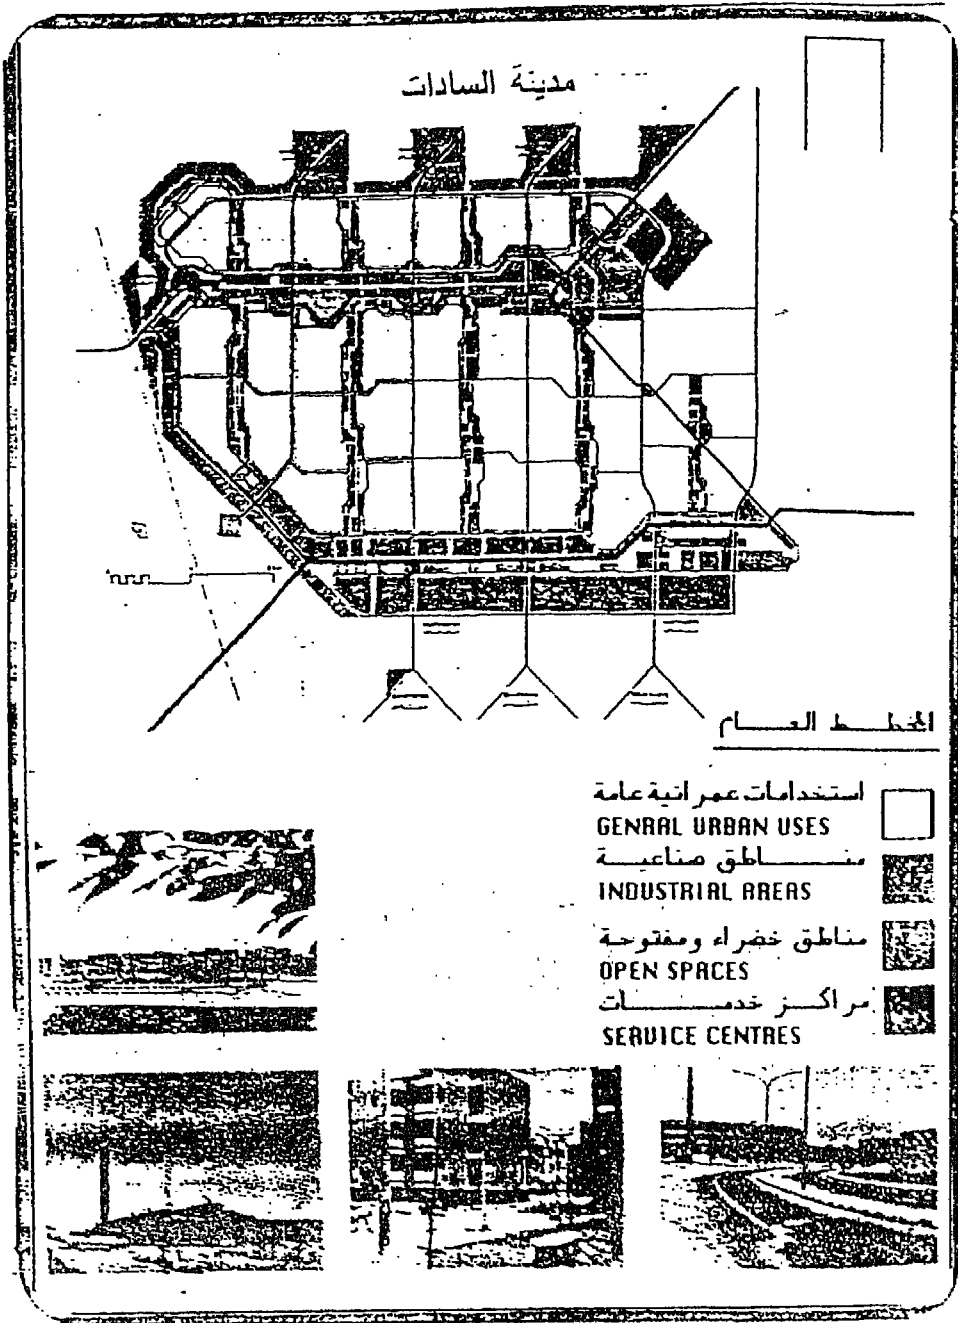 مدينة السادات
المخطط العام
استخدامات عمرانية عامة
GENRAL URBAN USES
مناطق صناعية
INDUSTRIAL AREAS
مناطق خضراء ومفتوحة
OPEN SPACES
مراكز خدمات
SERVICE CENTRES